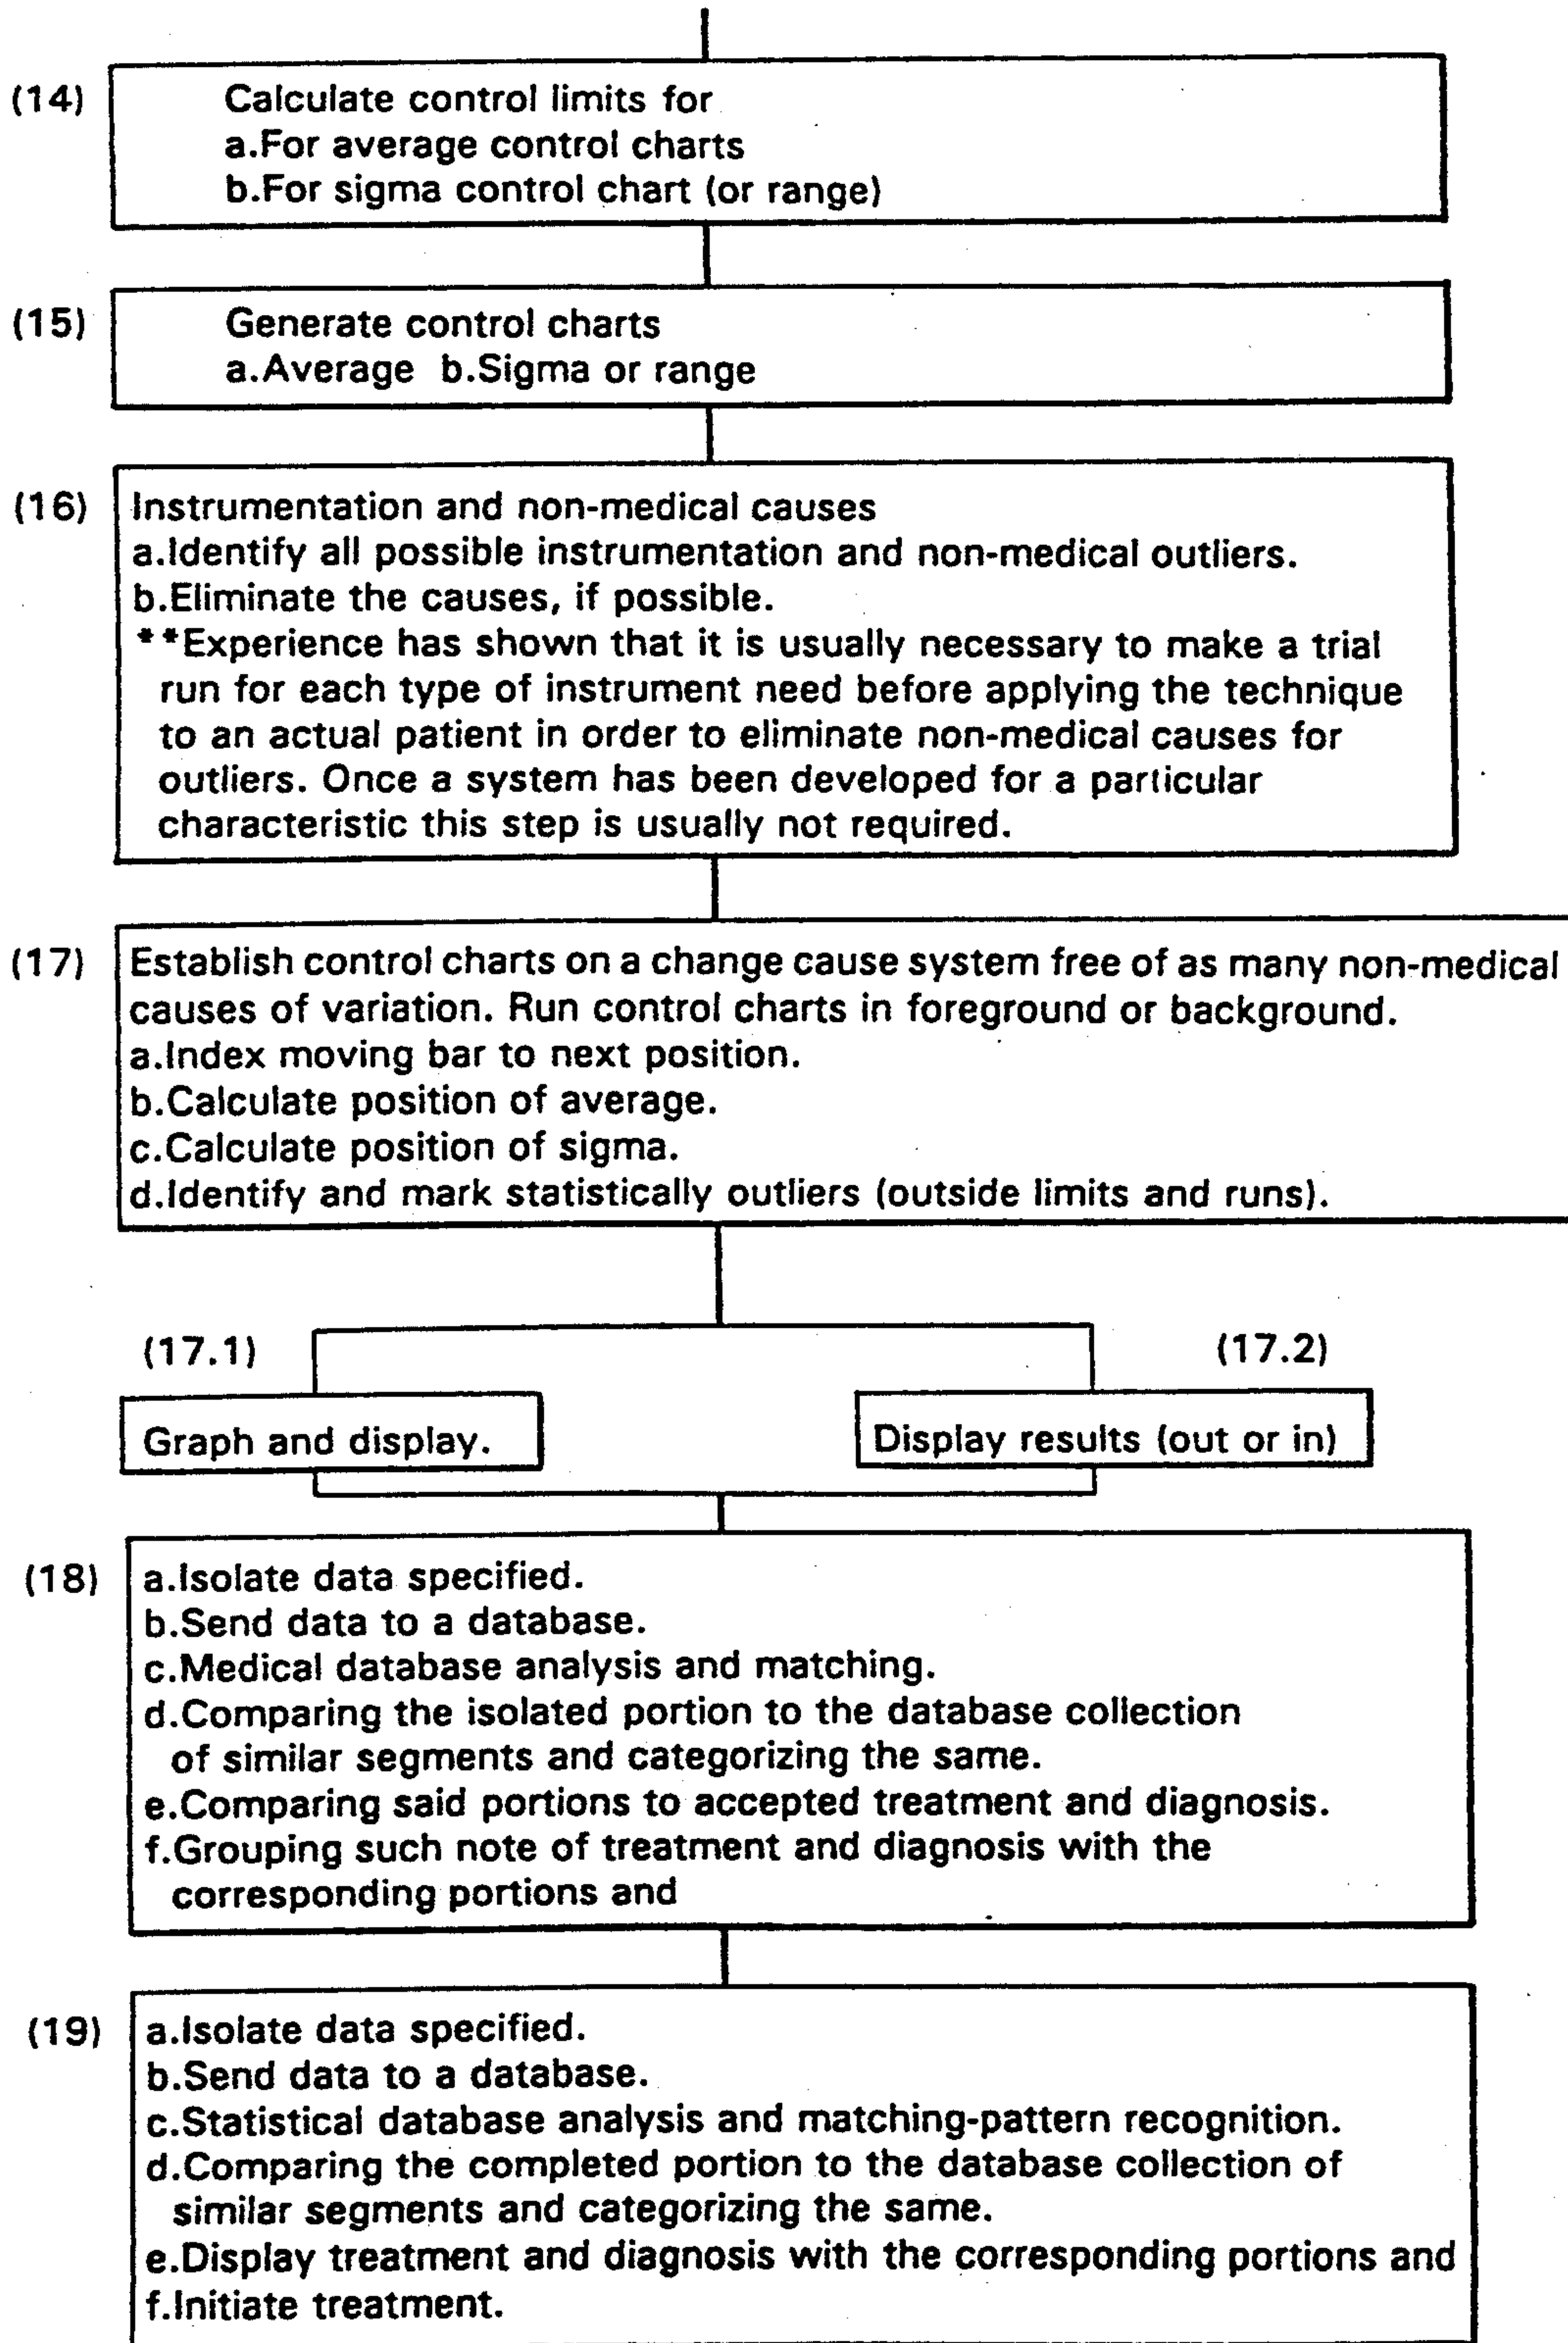 (14) Calculate control limits for
a.For average control charts
b.For sigma control chart (or range)
(15) Generate control charts
a.Average b.Sigma or range
(16) Instrumentation and non-medical causes
a.Identify all possible instrumentation and non-medical outliers.
b.Eliminate the causes, if possible.
**Experience has shown that it is usually necessary to make a trial
run for each type of instrument need before applying the technique
to an actual patient in order to eliminate non-medical causes for
outliers. Once a system has been developed for a particular
characteristic this step is usually not required.
(17) Establish control charts on a change cause system free of as many non-medical
causes of variation. Run control charts in foreground or background.
a.Index moving bar to next position.
b.Calculate position of average.
c.Calculate position of sigma.
d.Identify and mark statistically outliers (outside limits and runs).
(17.1) (17.2)
Graph and display. Display results (out or in)
(18) a.Isolate data specified.
b.Send data to a database.
c.Medical database analysis and matching.
d.Comparing the isolated portion to the database collection
of similar segments and categorizing the same.
e.Comparing said portions to accepted treatment and diagnosis.
f.Grouping such note of treatment and diagnosis with the
corresponding portions and
(19) a.Isolate data specified.
b.Send data to a database.
c.Statistical database analysis and matching-pattern recognition.
d.Comparing the completed portion to the database collection of
similar segments and categorizing the same.
e.Display treatment and diagnosis with the corresponding portions and
f.Initiate treatment.